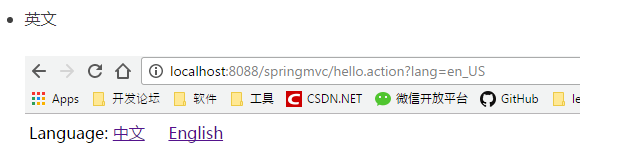 英文
localhost:8088/springmvc/hello.action?lang=en_US
Apps 开发论坛 软件 工具 C CSDN.NET 微信开放平台 GitHub le
Language: 中文 English